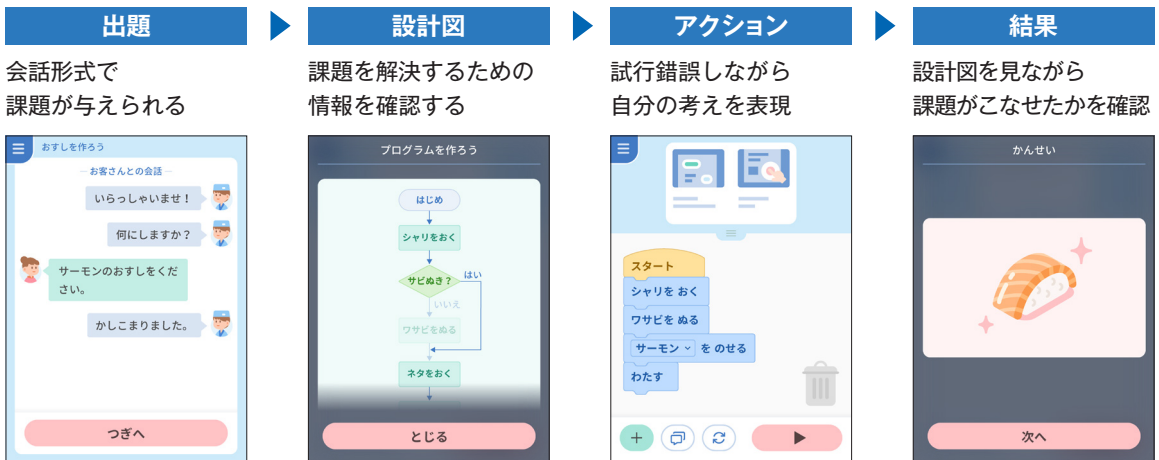 出題
会話形式で
課題が与えられる
おすしを作ろう
お客さんとの会話
いらっしゃいませ！
何にしますか？
サーモンのおすしをくだ
さい。
かしこまりました。
つぎへ
設計図
課題を解決するための
情報を確認する
プログラムを作ろう
はじめ
シャリをおく
サビぬき？
はい
いいえ
ワサビをぬる
ネタをおく
とじる
アクション
試行錯誤しながら
自分の考えを表現
スタート
シャリを おく
ワサビを ぬる
サーモン を のせる
わたす
結果
設計図を見ながら
課題がこなせたかを確認
かんせい
次へ